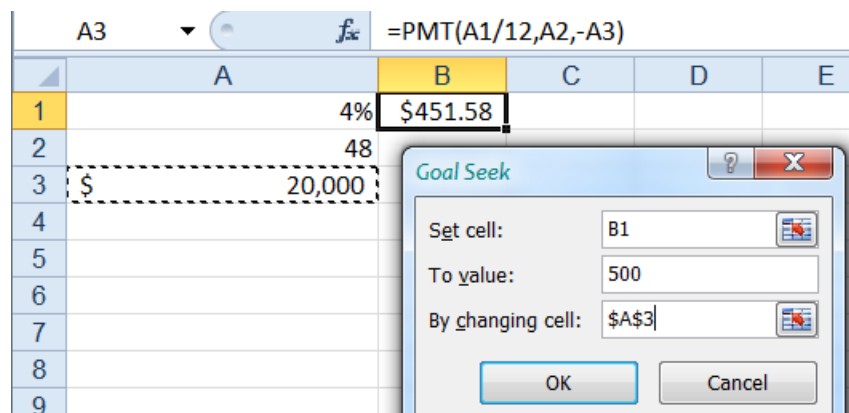 A3 fx =PMT(A1/12,A2,-A3)
A B C D E
1 4% $451.58
2 48
3 $ 20,000
4
5
6
7
8
9
Goal Seek ? X
Set cell: B1
To value: 500
By changing cell: $A$3
OK Cancel